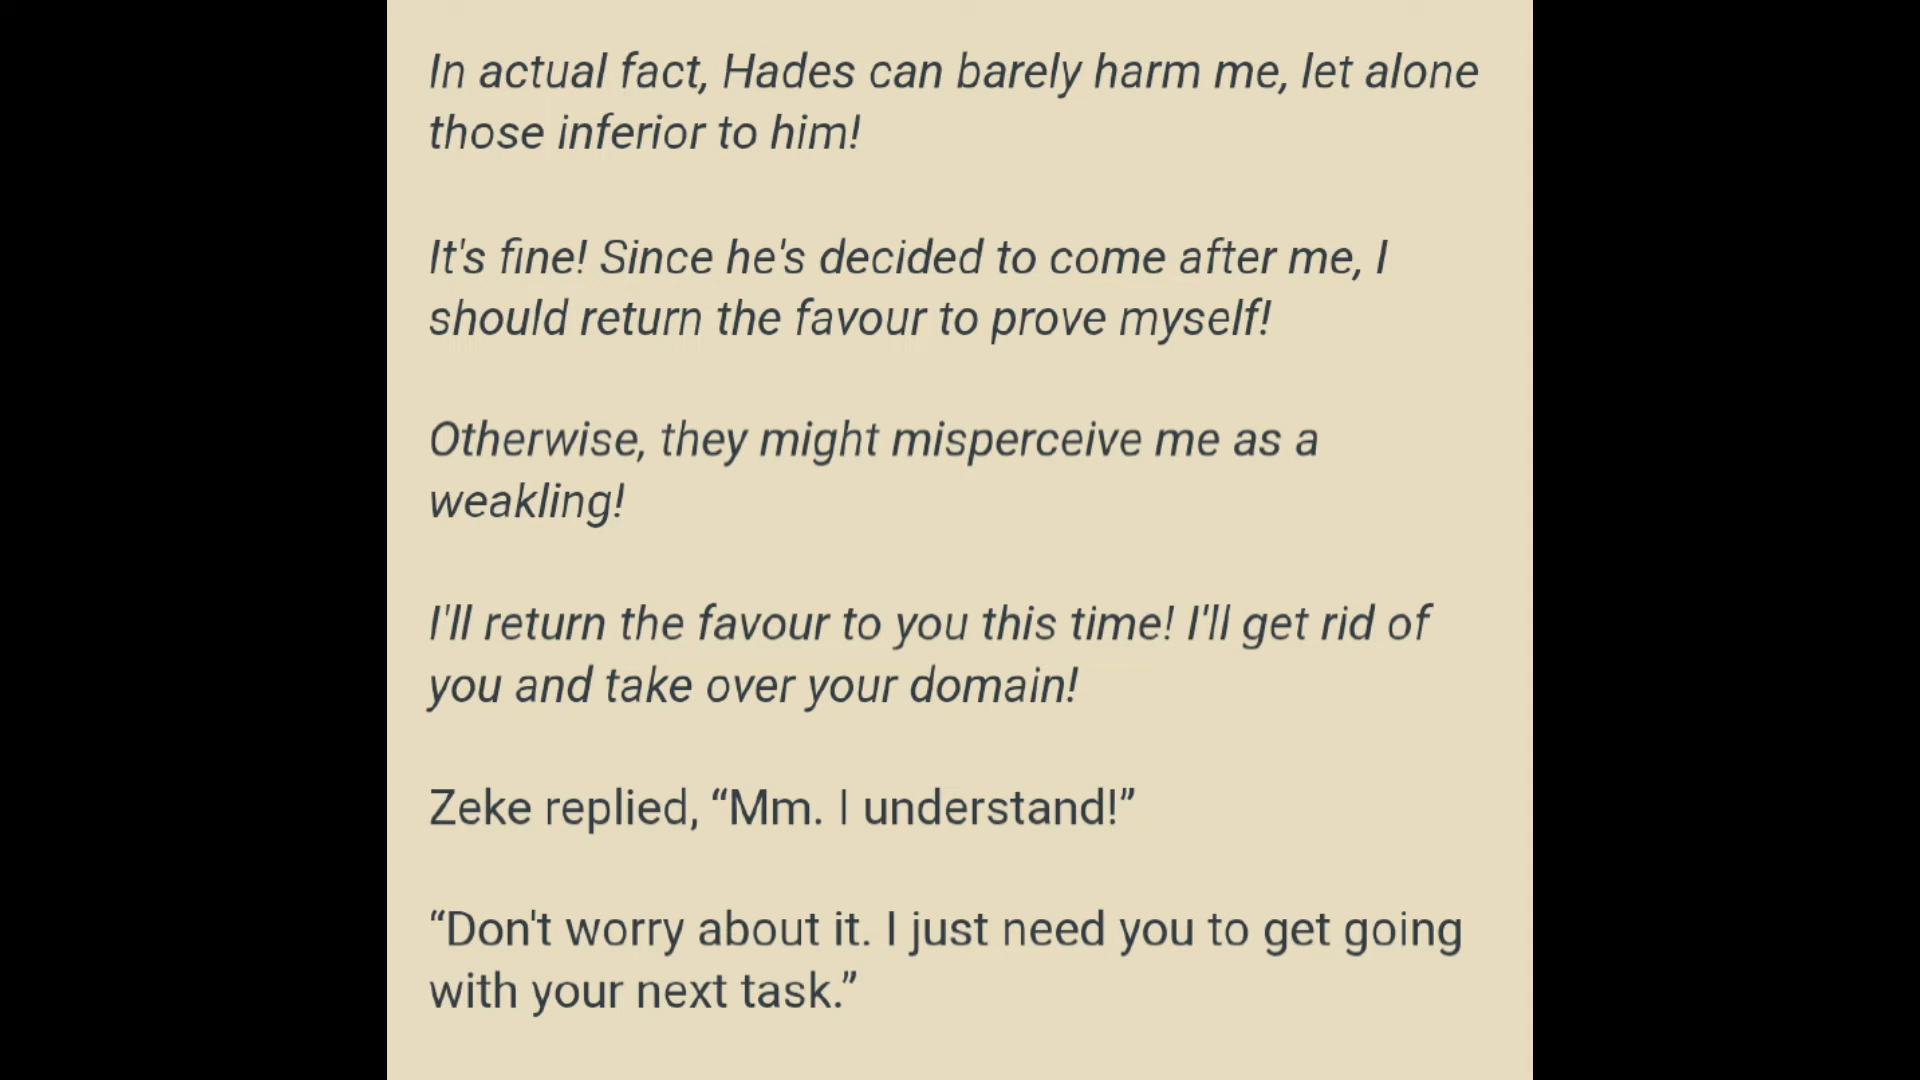 In actual fact, Hades can barely harm me, let alone
those inferior to him!
It's fine! Since he's decided to come after me, I
should return the favour to prove myself!
Otherwise, they might misperceive me as a
weakling!
I'll return the favour to you this time! I'll get rid of
you and take over your domain!
Zeke replied, “Mm. I understand!”
“Don't worry about it. I just need you to get going
with your next task.”